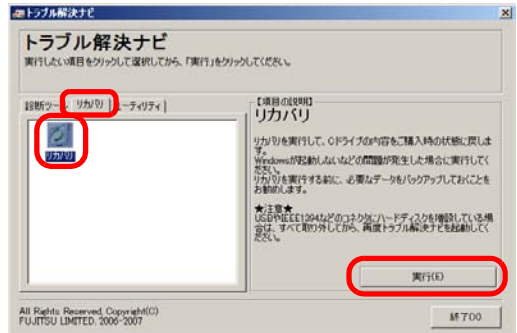 トラブル解決ナビ
トラブル解決ナビ
実行したい項目をクリックして選択してから、「実行」をクリックしてください。
診断ツール リカバリ ユーティリティ
リカバリ
【項目の説明】
リカバリ
リカバリを実行して、Cドライブの内容をご購入時の状態に戻しま
す。
Windowsが起動しないなどの問題が発生した場合に実行してく
ださい。
リカバリを実行する前に、必要なデータをバックアップしておくことを
お勧めします。
★注意★
USBやIEEE1394などのコネクタにハードディスクを増設している場
合は、すべて取り外してから、再度トラブル解決ナビを起動してく
ださい。
実行(E)
All Rights Reserved, Copyright(C)
FUJITSU LIMITED. 2006-2007
終了(X)